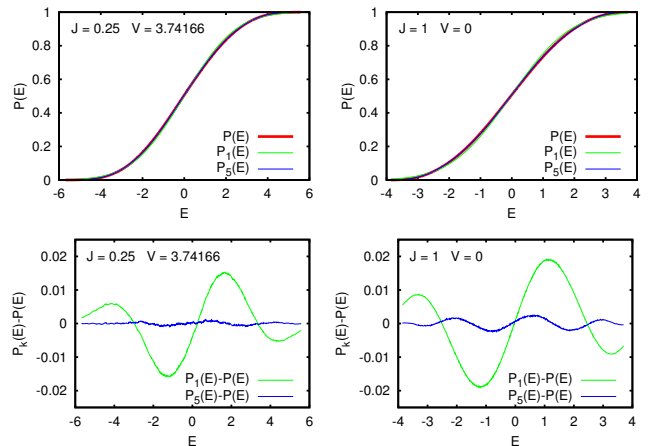 J = 0.25 V = 3.74166
P(E)
1
0.8
0.6
0.4
0.2
0
P(E)
P1(E)
P5(E)
-6 -4 -2 0 2 4 6
E
J = 1 V = 0
P(E)
1
0.8
0.6
0.4
0.2
0
P(E)
P1(E)
P5(E)
-4 -3 -2 -1 0 1 2 3 4
E
J = 0.25 V = 3.74166
Pk(E)-P(E)
0.02
0.01
0
-0.01
-0.02
P1(E)-P(E)
P5(E)-P(E)
-6 -4 -2 0 2 4 6
E
J = 1 V = 0
Pk(E)-P(E)
0.02
0.01
0
-0.01
-0.02
P1(E)-P(E)
P5(E)-P(E)
-4 -3 -2 -1 0 1 2 3 4
E